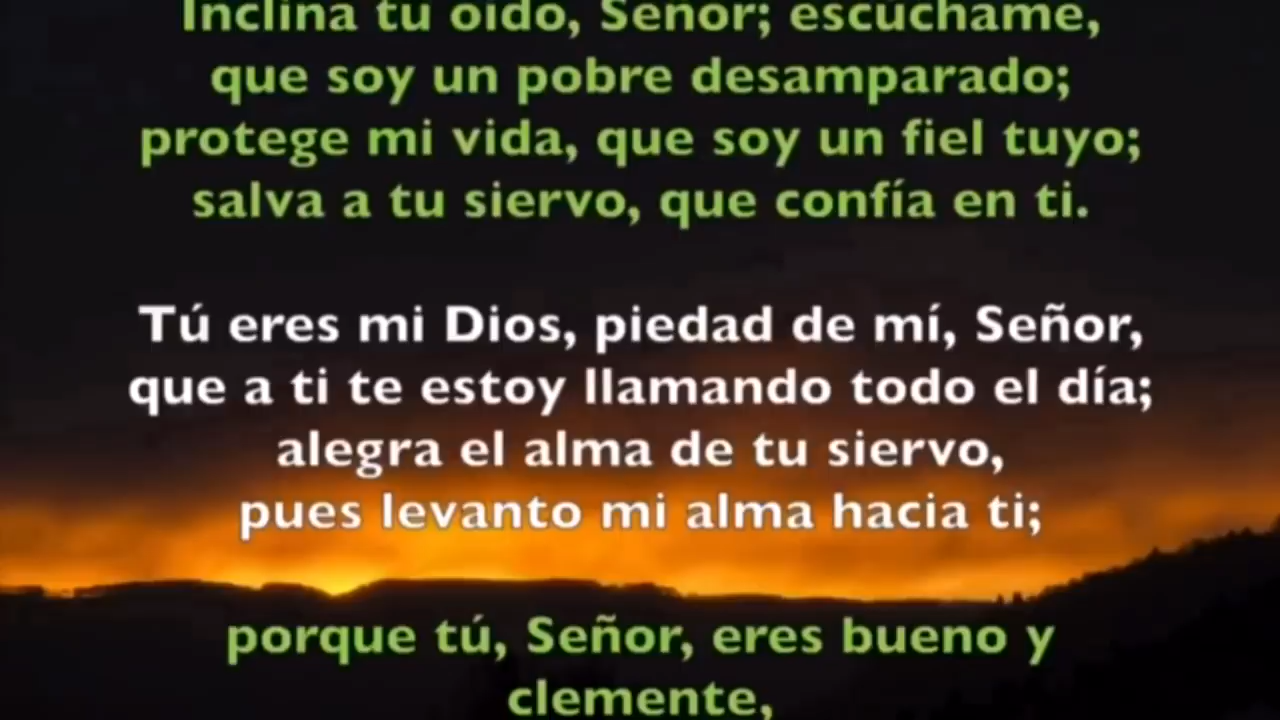 Inclina tu oído, Señor; escúchame,
que soy un pobre desamparado;
protege mi vida, que soy un fiel tuyo;
salva a tu siervo, que confía en ti.
Tú eres mi Dios, piedad de mí, Señor,
que a ti te estoy llamando todo el día;
alegra el alma de tu siervo,
pues levanto mi alma hacia ti;
porque tú, Señor, eres bueno y
clemente,